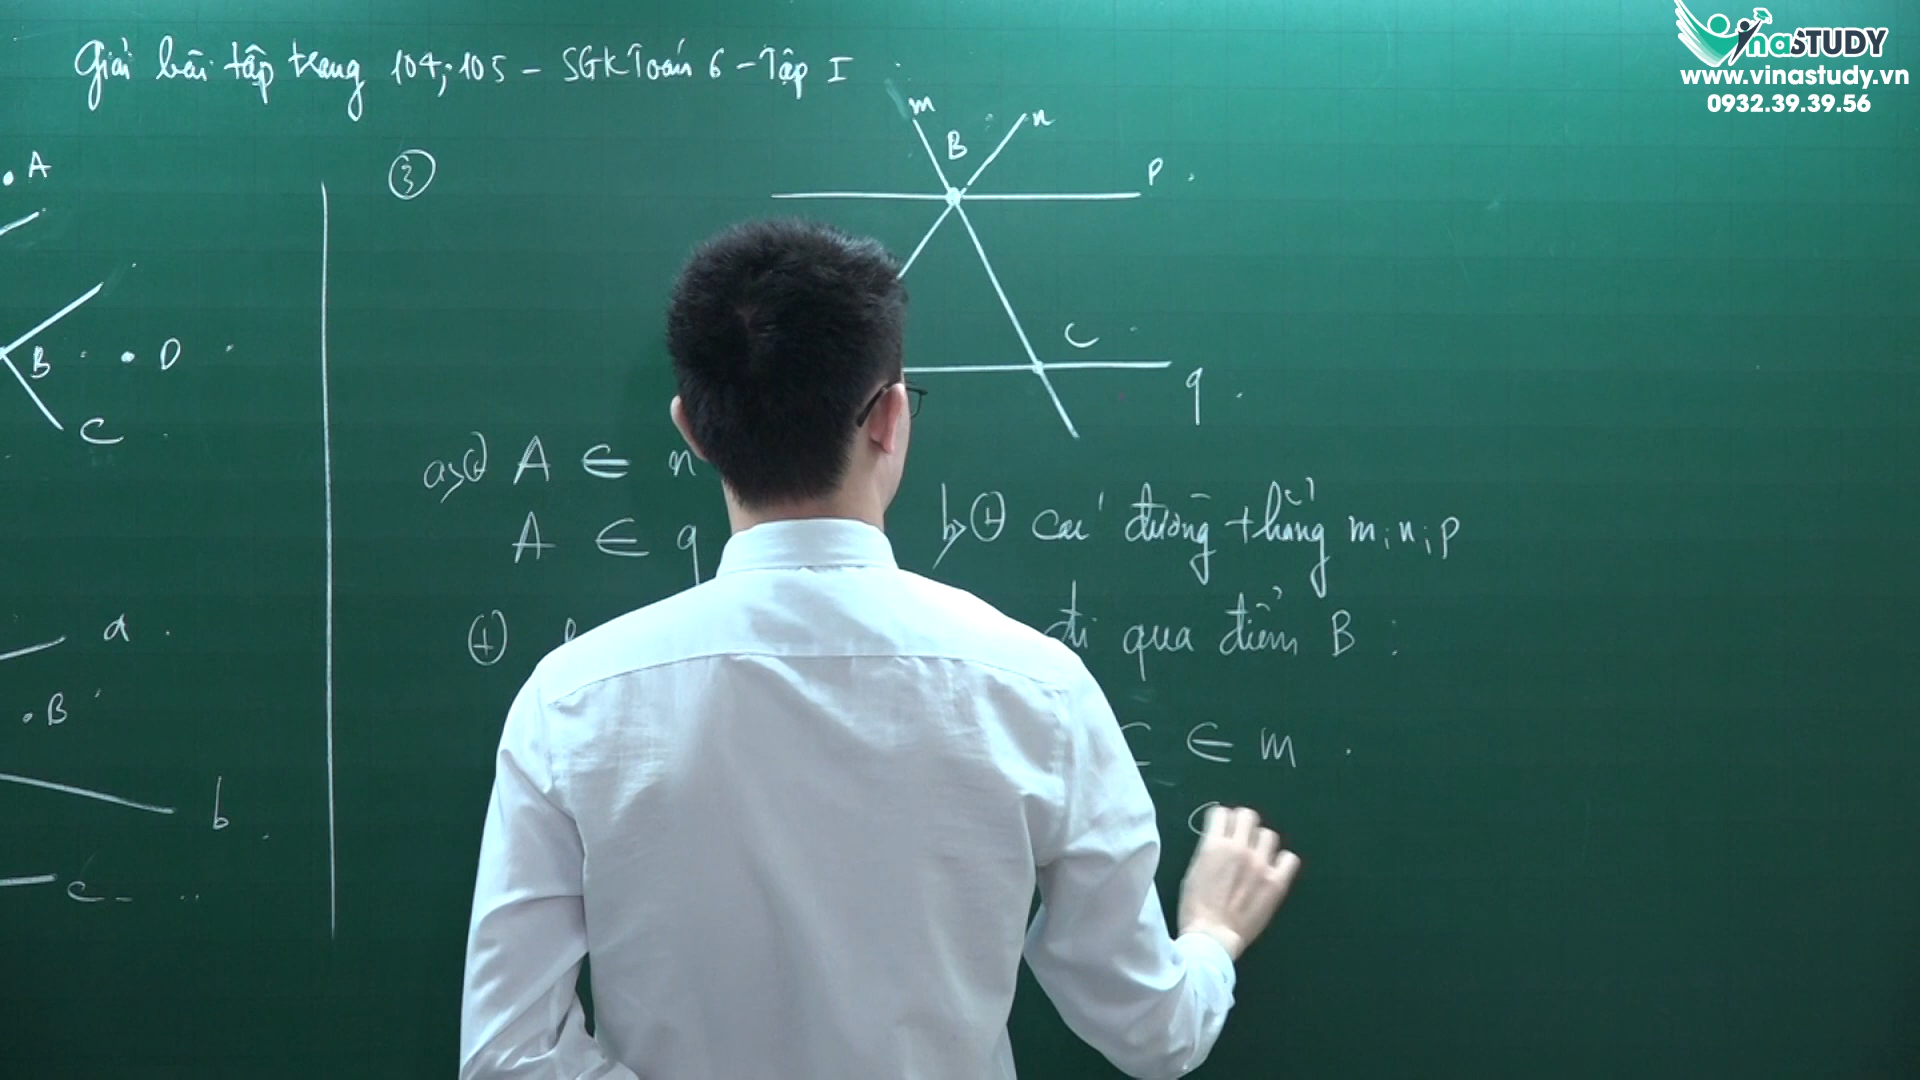 Giải bài tập trang 104; 105 - SGK Toán 6 - Tập I
VinaSTUDY
www.vinastudy.vn
0932.39.39.56
A
B
D
C
a
B
b
c
3
m
n
B
p
C
q
a, A ∈ n
A ∈ q
+
b, + Các đường thẳng m; n; p
đi qua điểm B :
C ∈ m
C